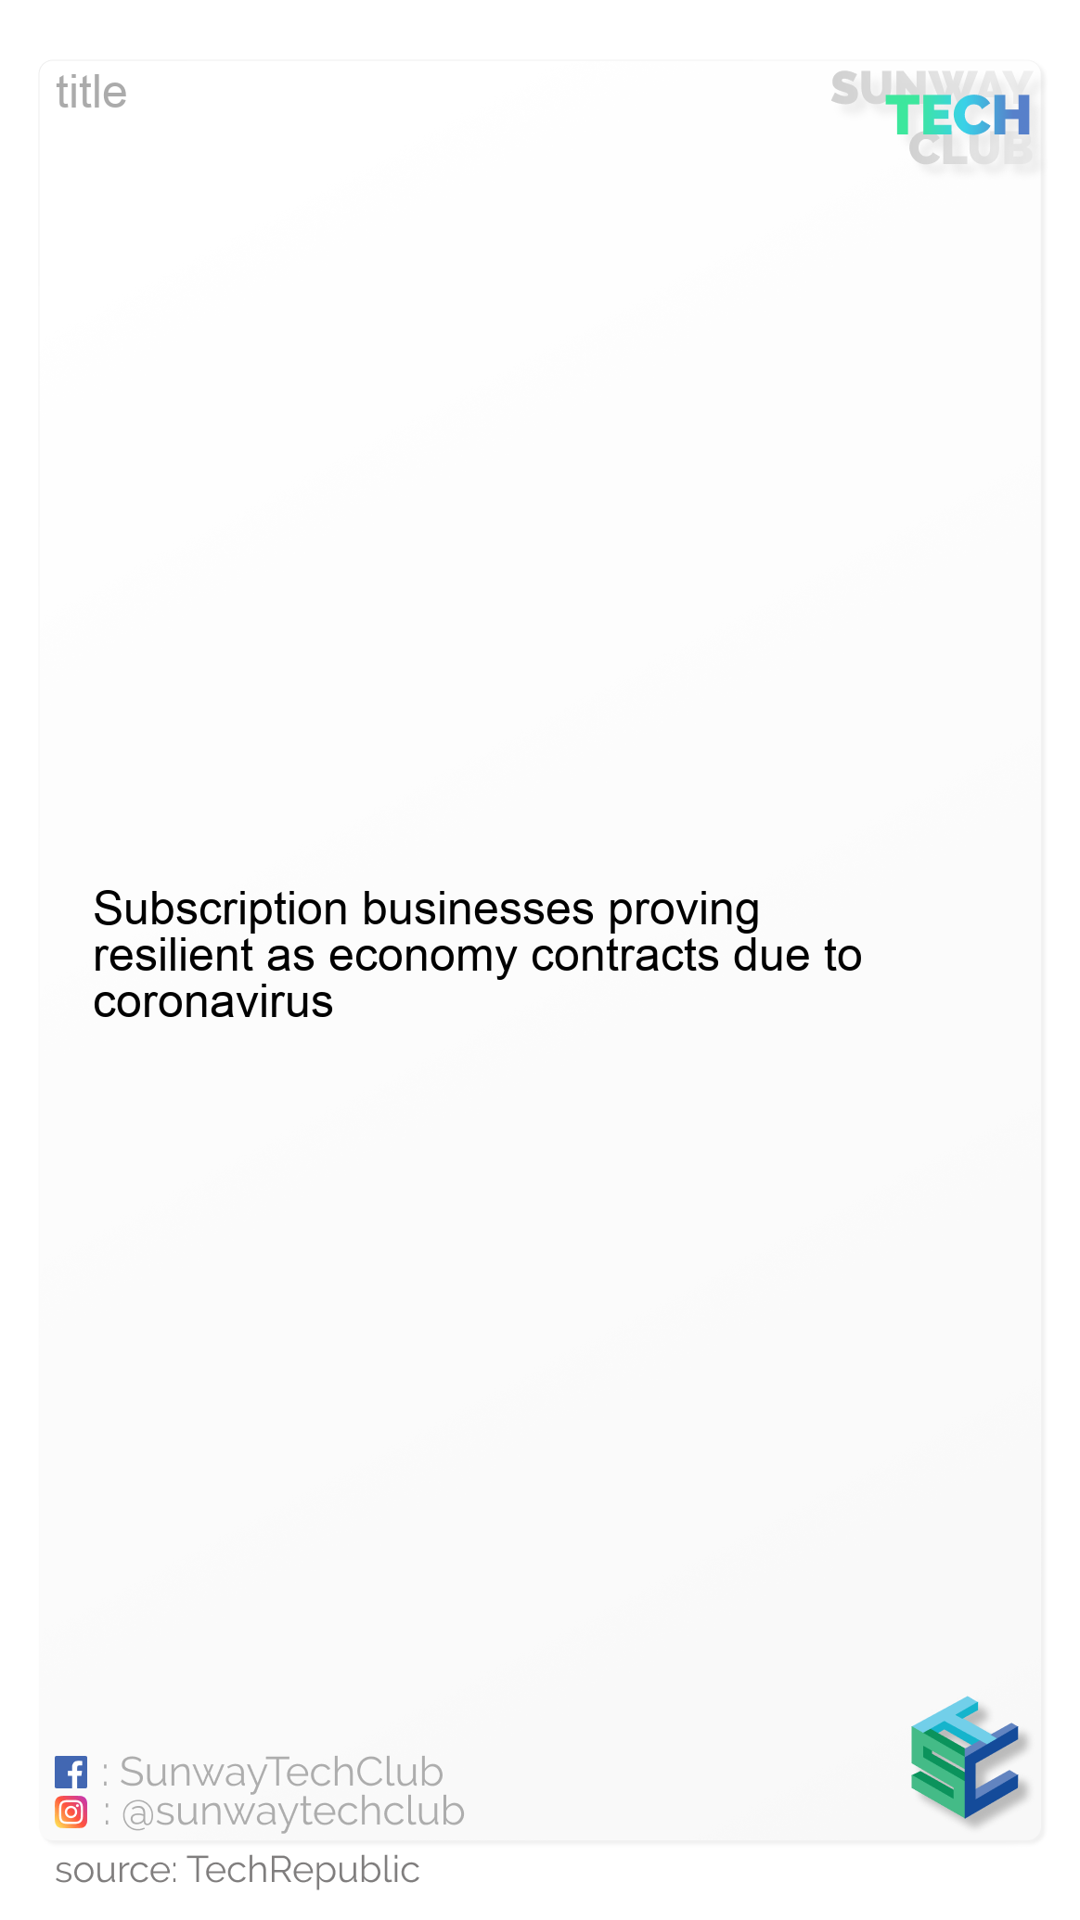 title
SUNWAY
TECH
CLUB
Subscription businesses proving
resilient as economy contracts due to
coronavirus
: SunwayTechClub
: @sunwaytechclub
source: TechRepublic